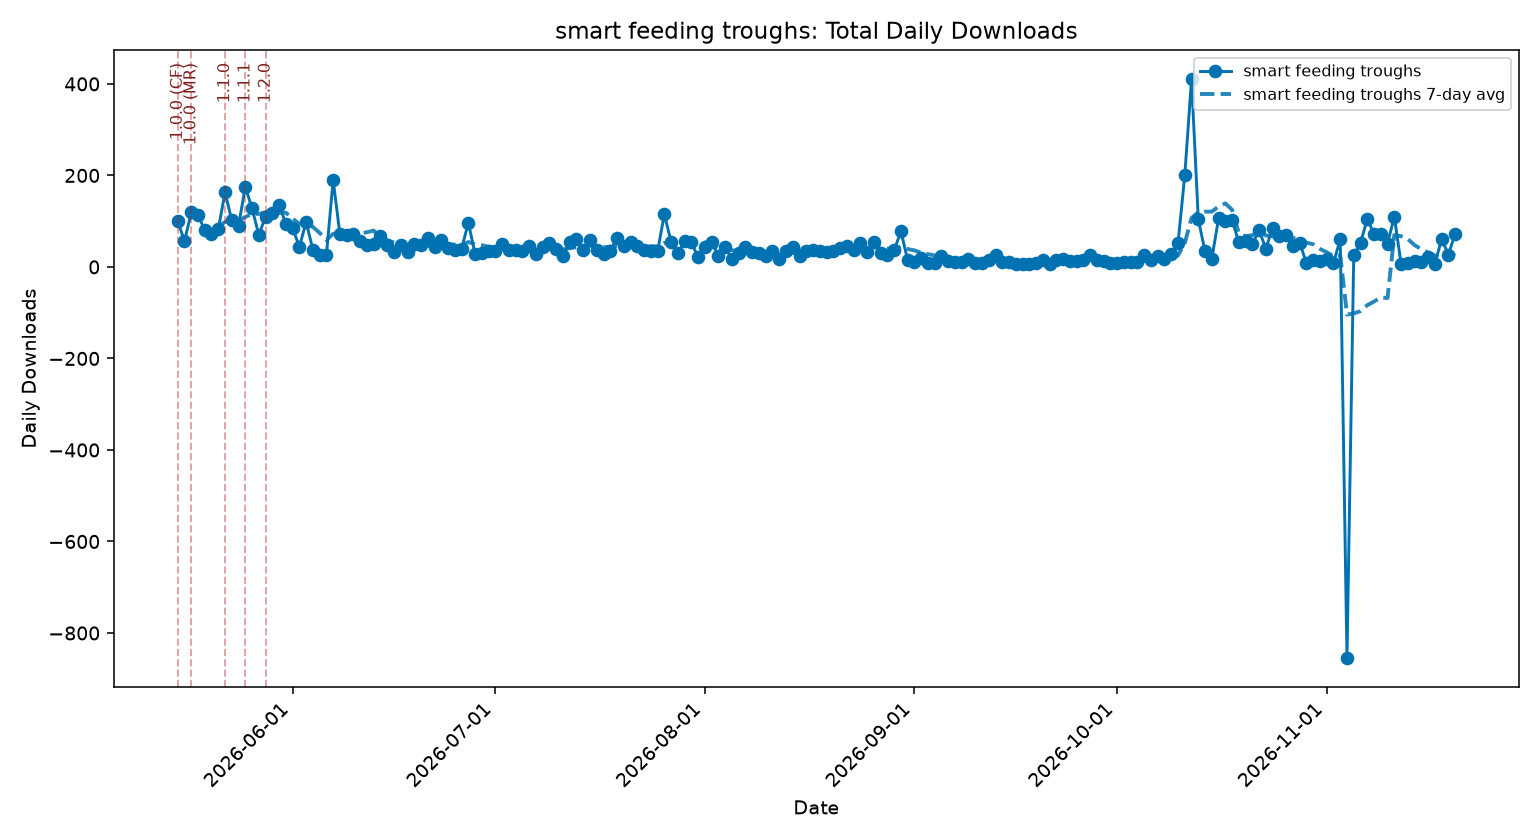 smart feeding troughs: Total Daily Downloads
smart feeding troughs
smart feeding troughs 7-day avg
1.0.0 (CF)
1.0.0 (MR)
1.1.0
1.1.1
1.2.0
Daily Downloads
400
200
0
−200
−400
−600
−800
2026-06-01
2026-07-01
2026-08-01
2026-09-01
2026-10-01
2026-11-01
Date